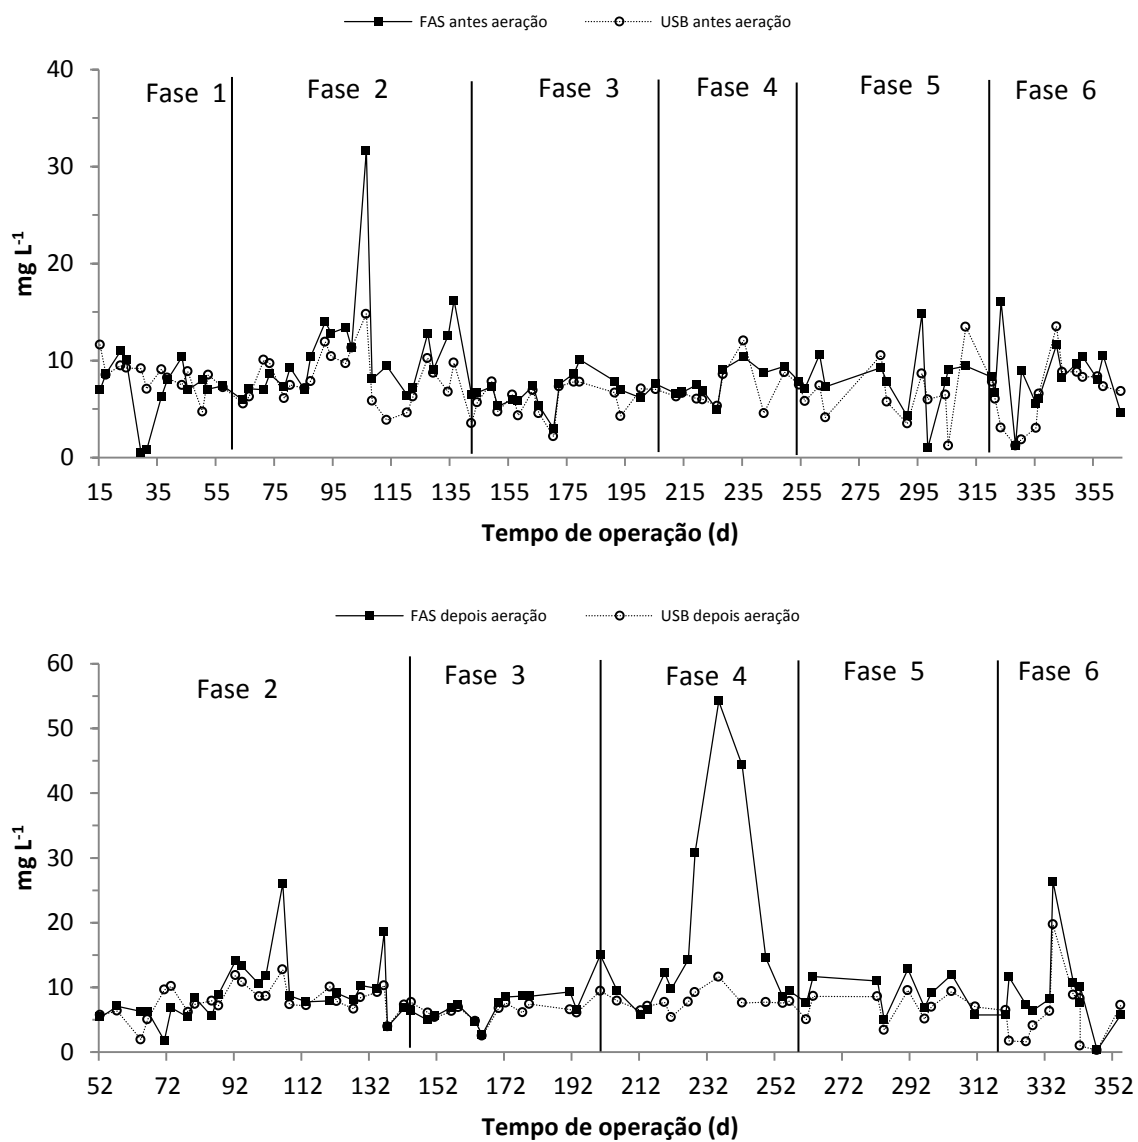 FAS antes aeração USB antes aeração
40
Fase 1 Fase 2 Fase 3 Fase 4 Fase 5 Fase 6
30
20
mg L-1
10
0
15 35 55 75 95 115 135 155 175 195 215 235 255 275 295 315 335 355
Tempo de operação (d)
FAS depois aeração USB depois aeração
60
Fase 2 Fase 3 Fase 4 Fase 5 Fase 6
50
40
30
mg L-1
20
10
0
52 72 92 112 132 152 172 192 212 232 252 272 292 312 332 352
Tempo de operação (d)